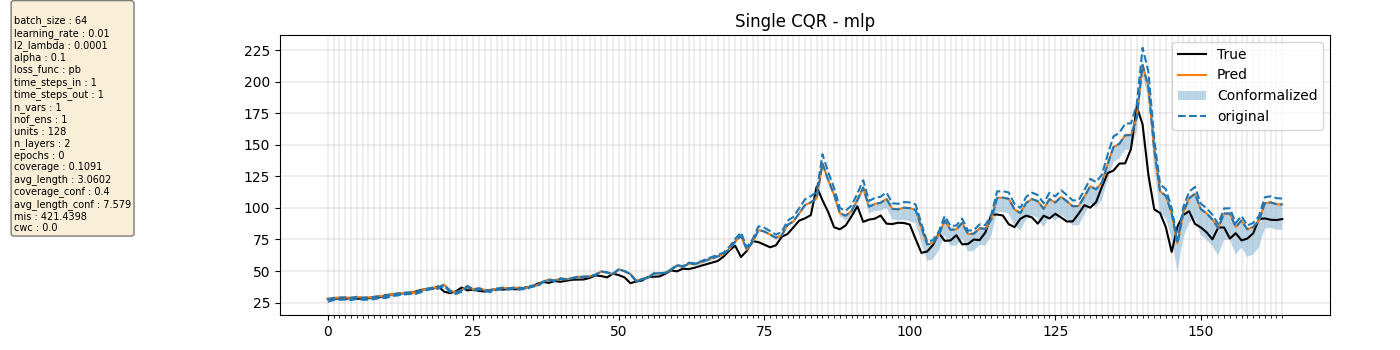 batch_size : 64
learning_rate : 0.01
l2_lambda : 0.0001
alpha : 0.1
loss_func : pb
time_steps_in : 1
time_steps_out : 1
n_vars : 1
nof_ens : 1
units : 128
n_layers : 2
epochs : 0
coverage : 0.1091
avg_length : 3.0602
coverage_conf : 0.4
avg_length_conf : 7.579
mis : 421.4398
cwc : 0.0
Single CQR - mlp
225
200
175
150
125
100
75
50
25
0 25 50 75 100 125 150
True
Pred
Conformalized
original